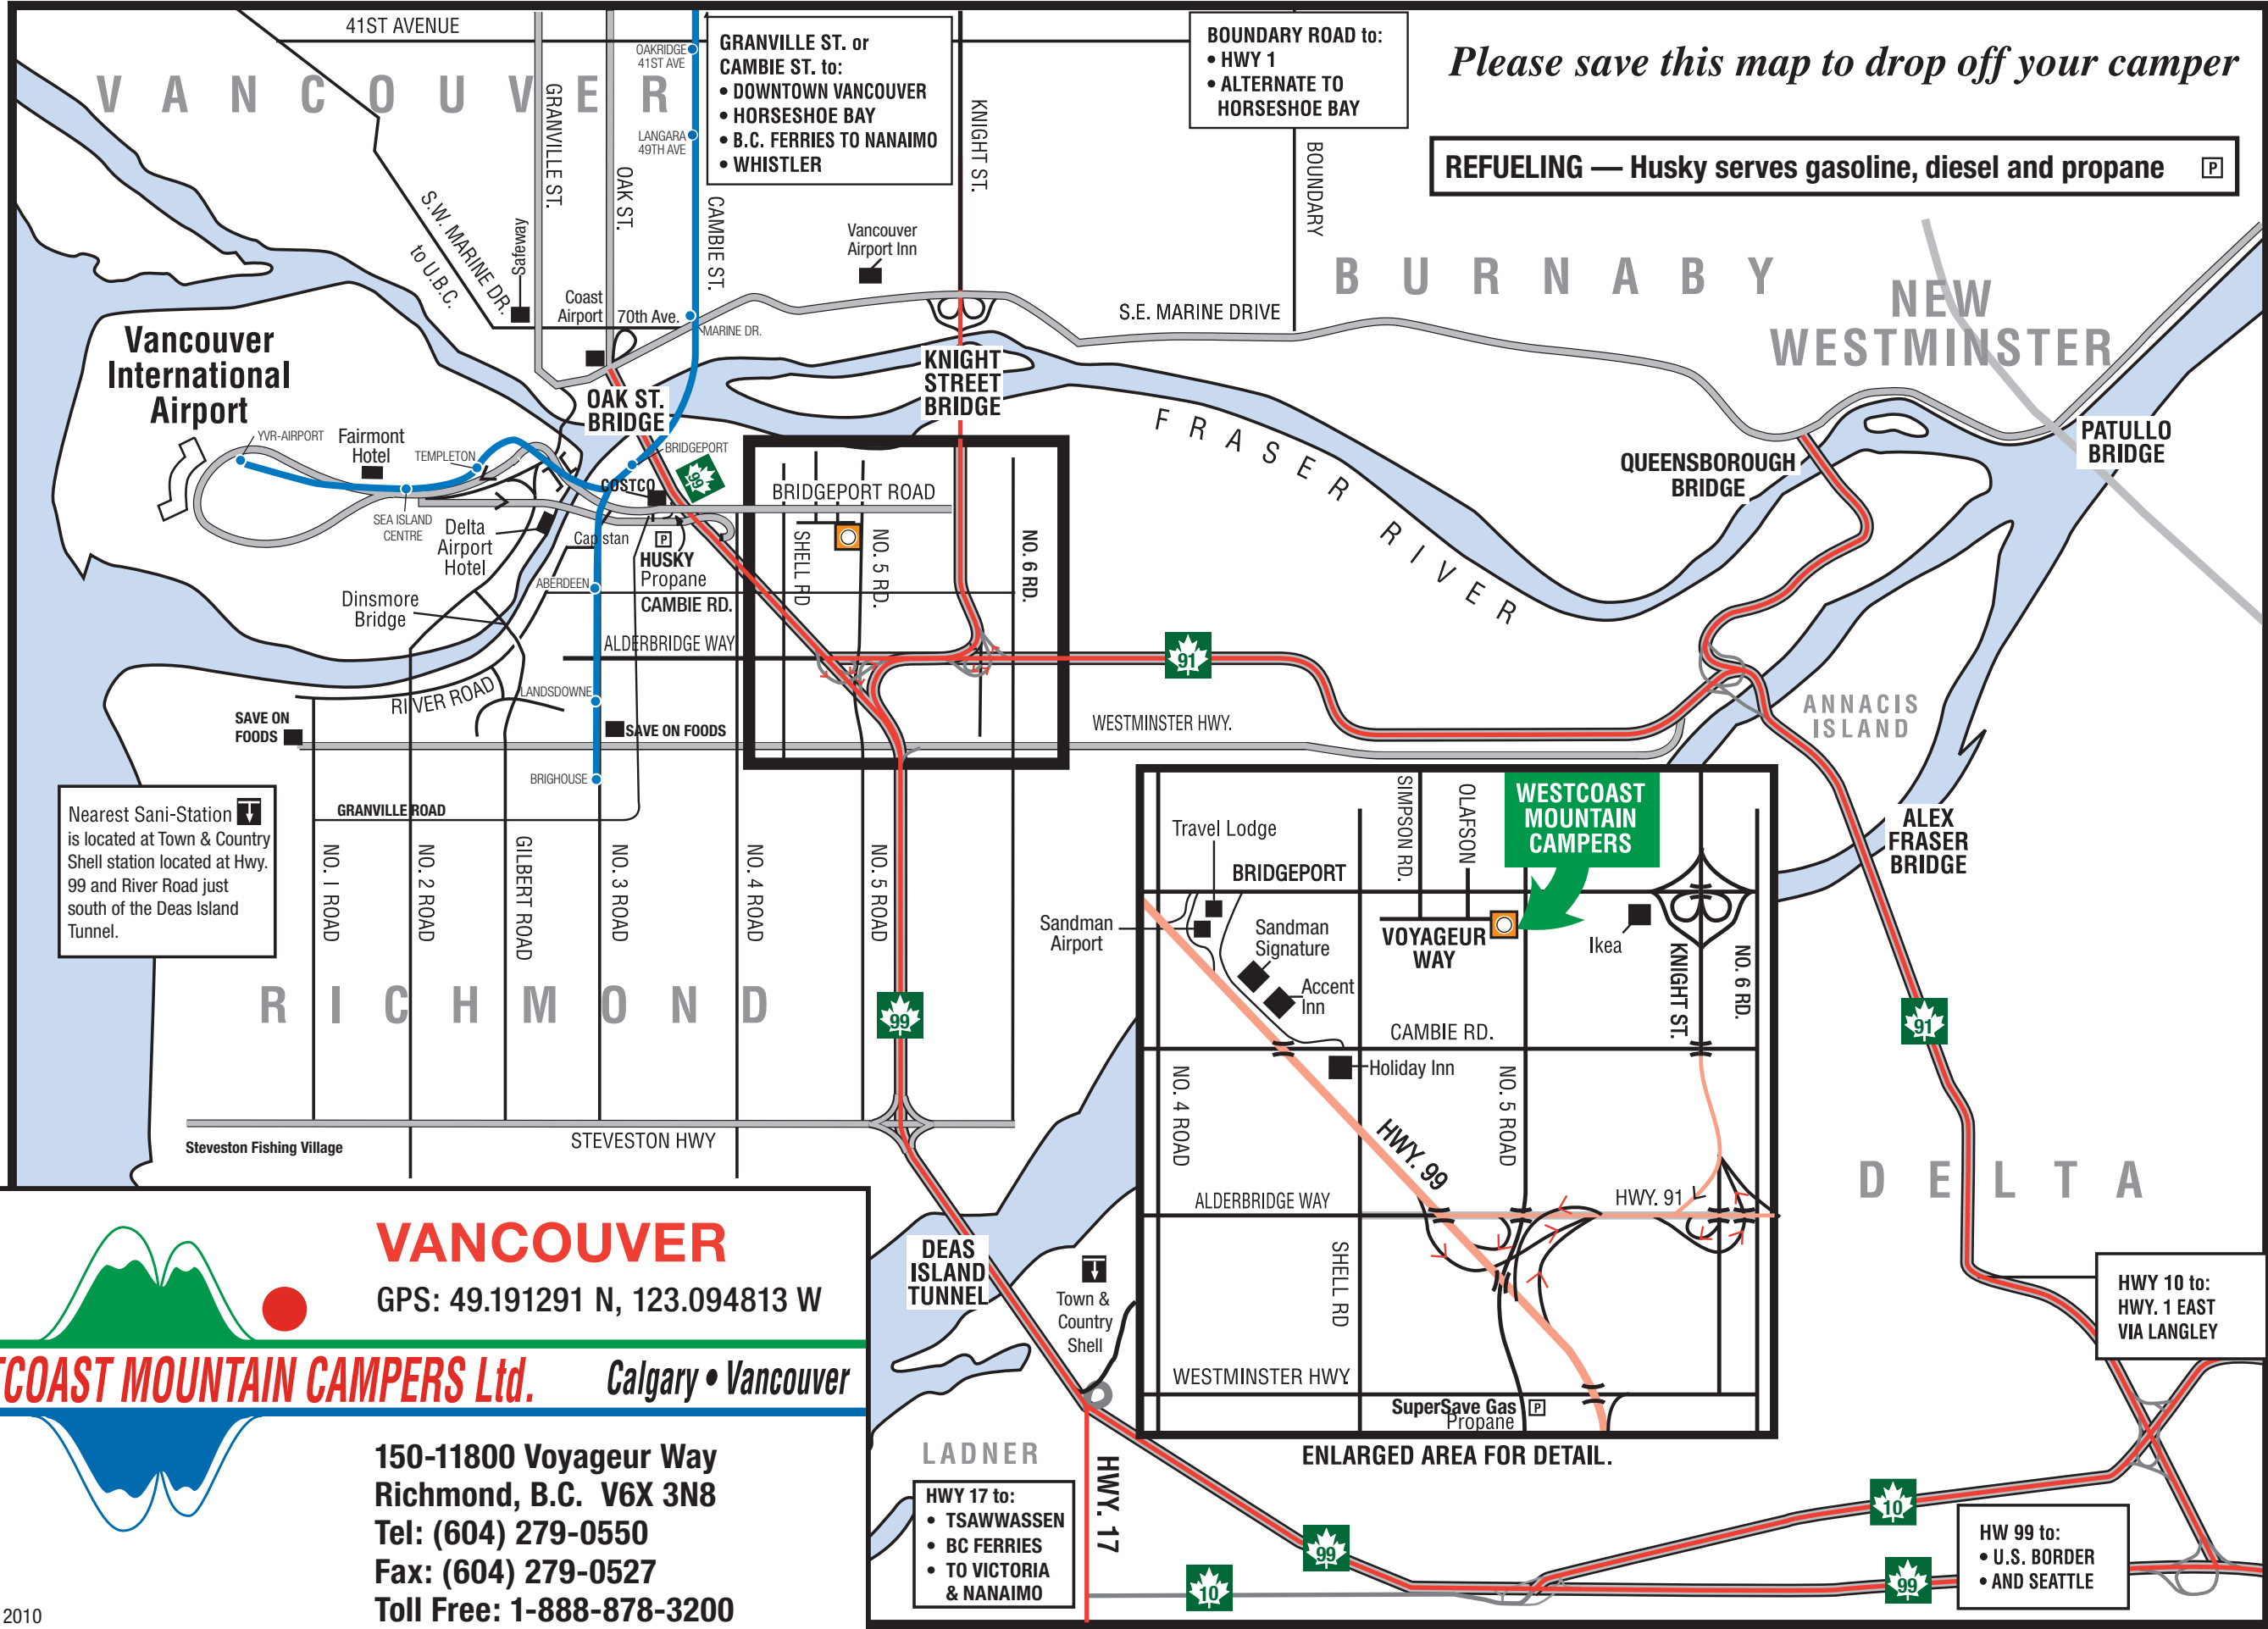 41ST AVENUE
VANCOUVER
OAKRIDGE
41ST AVE
LANGARA
49TH AVE
GRANVILLE ST. or
CAMBIE ST. to:
• DOWNTOWN VANCOUVER
• HORSESHOE BAY
• B.C. FERRIES TO NANAIMO
• WHISTLER
BOUNDARY ROAD to:
• HWY 1
• ALTERNATE TO
HORSESHOE BAY
Please save this map to drop off your camper
REFUELING — Husky serves gasoline, diesel and propane P
GRANVILLE ST.
OAK ST.
CAMBIE ST.
KNIGHT ST.
BOUNDARY
S.W. MARINE DR.
to U.B.C.
Safeway
Coast
Airport
70th Ave.
MARINE DR.
Vancouver
Airport Inn
S.E. MARINE DRIVE
BURNABY
NEW
WESTMINSTER
Vancouver
International
Airport
OAK ST.
BRIDGE
KNIGHT
STREET
BRIDGE
FRASER RIVER
QUEENSBOROUGH
BRIDGE
PATULLO
BRIDGE
YVR-AIRPORT
Fairmont
Hotel
TEMPLETON
SEA ISLAND
CENTRE
BRIDGEPORT
COSTCO
99
BRIDGEPORT ROAD
Delta
Airport
Hotel
Capstan
P
HUSKY
Propane
CAMBIE RD.
ABERDEEN
Dinsmore
Bridge
SHELL RD
NO. 5 RD.
NO. 6 RD.
ALDERBRIDGE WAY
91
LANDSDOWNE
RIVER ROAD
SAVE ON
FOODS
SAVE ON FOODS
WESTMINSTER HWY.
ANNACIS
ISLAND
BRIGHOUSE
GRANVILLE ROAD
Nearest Sani-Station
is located at Town & Country
Shell station located at Hwy.
99 and River Road just
south of the Deas Island
Tunnel.
NO. I ROAD
NO. 2 ROAD
GILBERT ROAD
NO. 3 ROAD
NO. 4 ROAD
NO. 5 ROAD
RICHMOND
99
ALEX
FRASER
BRIDGE
91
Steveston Fishing Village
STEVESTON HWY
SIMPSON RD.
OLAFSON
WESTCOAST
MOUNTAIN
CAMPERS
Travel Lodge
BRIDGEPORT
Sandman
Airport
Sandman
Signature
VOYAGEUR
WAY
Ikea
KNIGHT ST.
NO. 6 RD.
Accent
Inn
CAMBIE RD.
Holiday Inn
NO. 4 ROAD
NO. 5 ROAD
HWY. 99
ALDERBRIDGE WAY
HWY. 91
SHELL RD
WESTMINSTER HWY
SuperSave Gas P
Propane
ENLARGED AREA FOR DETAIL.
DELTA
DEAS
ISLAND
TUNNEL
Town &
Country
Shell
HWY 10 to:
HWY. 1 EAST
VIA LANGLEY
LADNER
HWY. 17
HWY 17 to:
• TSAWWASSEN
• BC FERRIES
• TO VICTORIA
& NANAIMO
10
99
10
99
HW 99 to:
• U.S. BORDER
• AND SEATTLE
VANCOUVER
GPS: 49.191291 N, 123.094813 W
TCOAST MOUNTAIN CAMPERS Ltd.
Calgary • Vancouver
150-11800 Voyageur Way
Richmond, B.C. V6X 3N8
Tel: (604) 279-0550
Fax: (604) 279-0527
Toll Free: 1-888-878-3200
2010